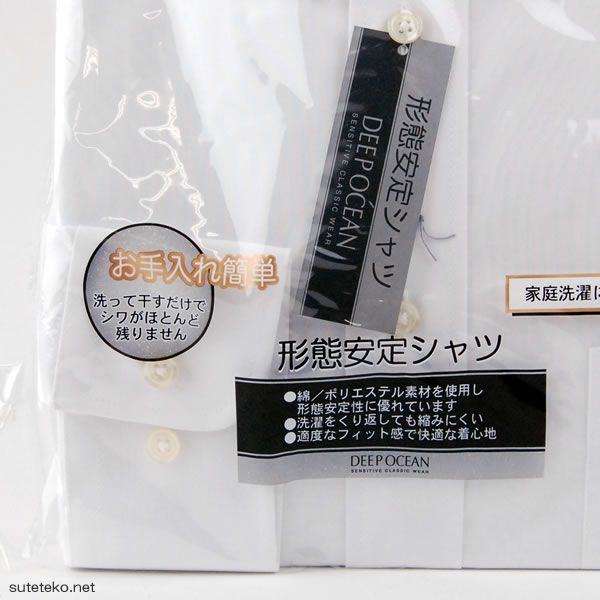 形態安定シャツ
DEEP OCEAN
SENSITIVE CLASSIC WEAR
お手入れ簡単
洗って干すだけで
シワがほとんど
残りません
家庭洗濯に
形態安定シャツ
●綿／ポリエステル素材を使用し
形態安定性に優れています
●洗濯をくり返しても縮みにくい
●適度なフィット感で快適な着心地
DEEP OCEAN
SENSITIVE CLASSIC WEAR
suteteko.net